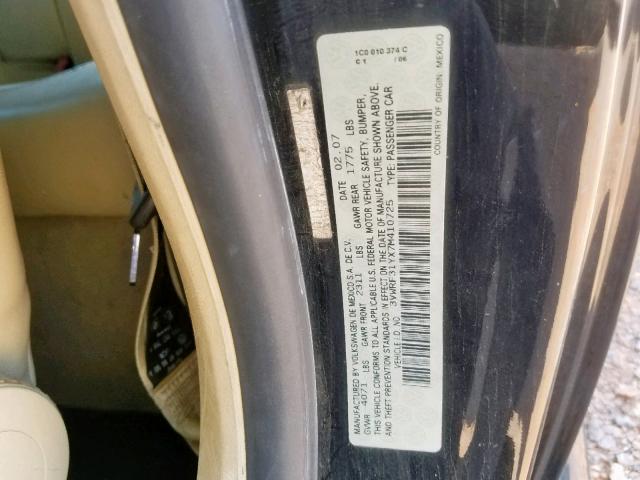 1C0 010 374 C
C 1 / 06
MANUFACTURED BY VOLKSWAGEN DE MEXICO S.A. DE C.V. DATE 02.07
GVWR 4071 LBS GAWR FRONT 2311 LBS GAWR REAR 1775 LBS
THIS VEHICLE CONFORMS TO ALL APPLICABLE U.S. FEDERAL MOTOR VEHICLE SAFETY, BUMPER,
AND THEFT PREVENTION STANDARDS IN EFFECT ON THE DATE OF MANUFACTURE SHOWN ABOVE.
VEHICLE I.D. NO. 3VWRF31YX7M410725 TYPE: PASSENGER CAR
COUNTRY OF ORIGIN: MEXICO